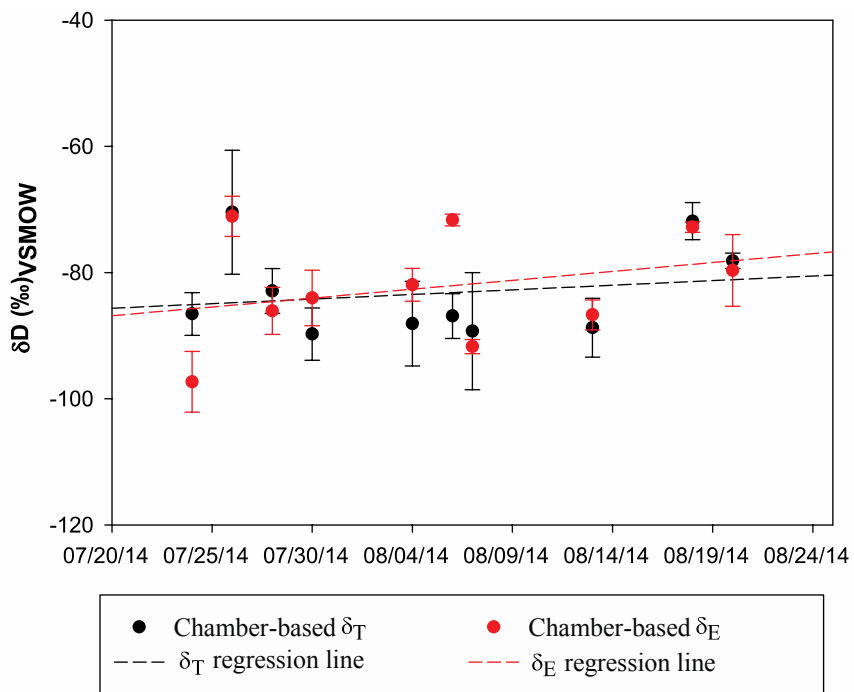 -40
-60
-80
-100
-120
δD (‰)VSMOW
07/20/14 07/25/14 07/30/14 08/04/14 08/09/14 08/14/14 08/19/14 08/24/14
Chamber-based δT Chamber-based δE
δT regression line δE regression line